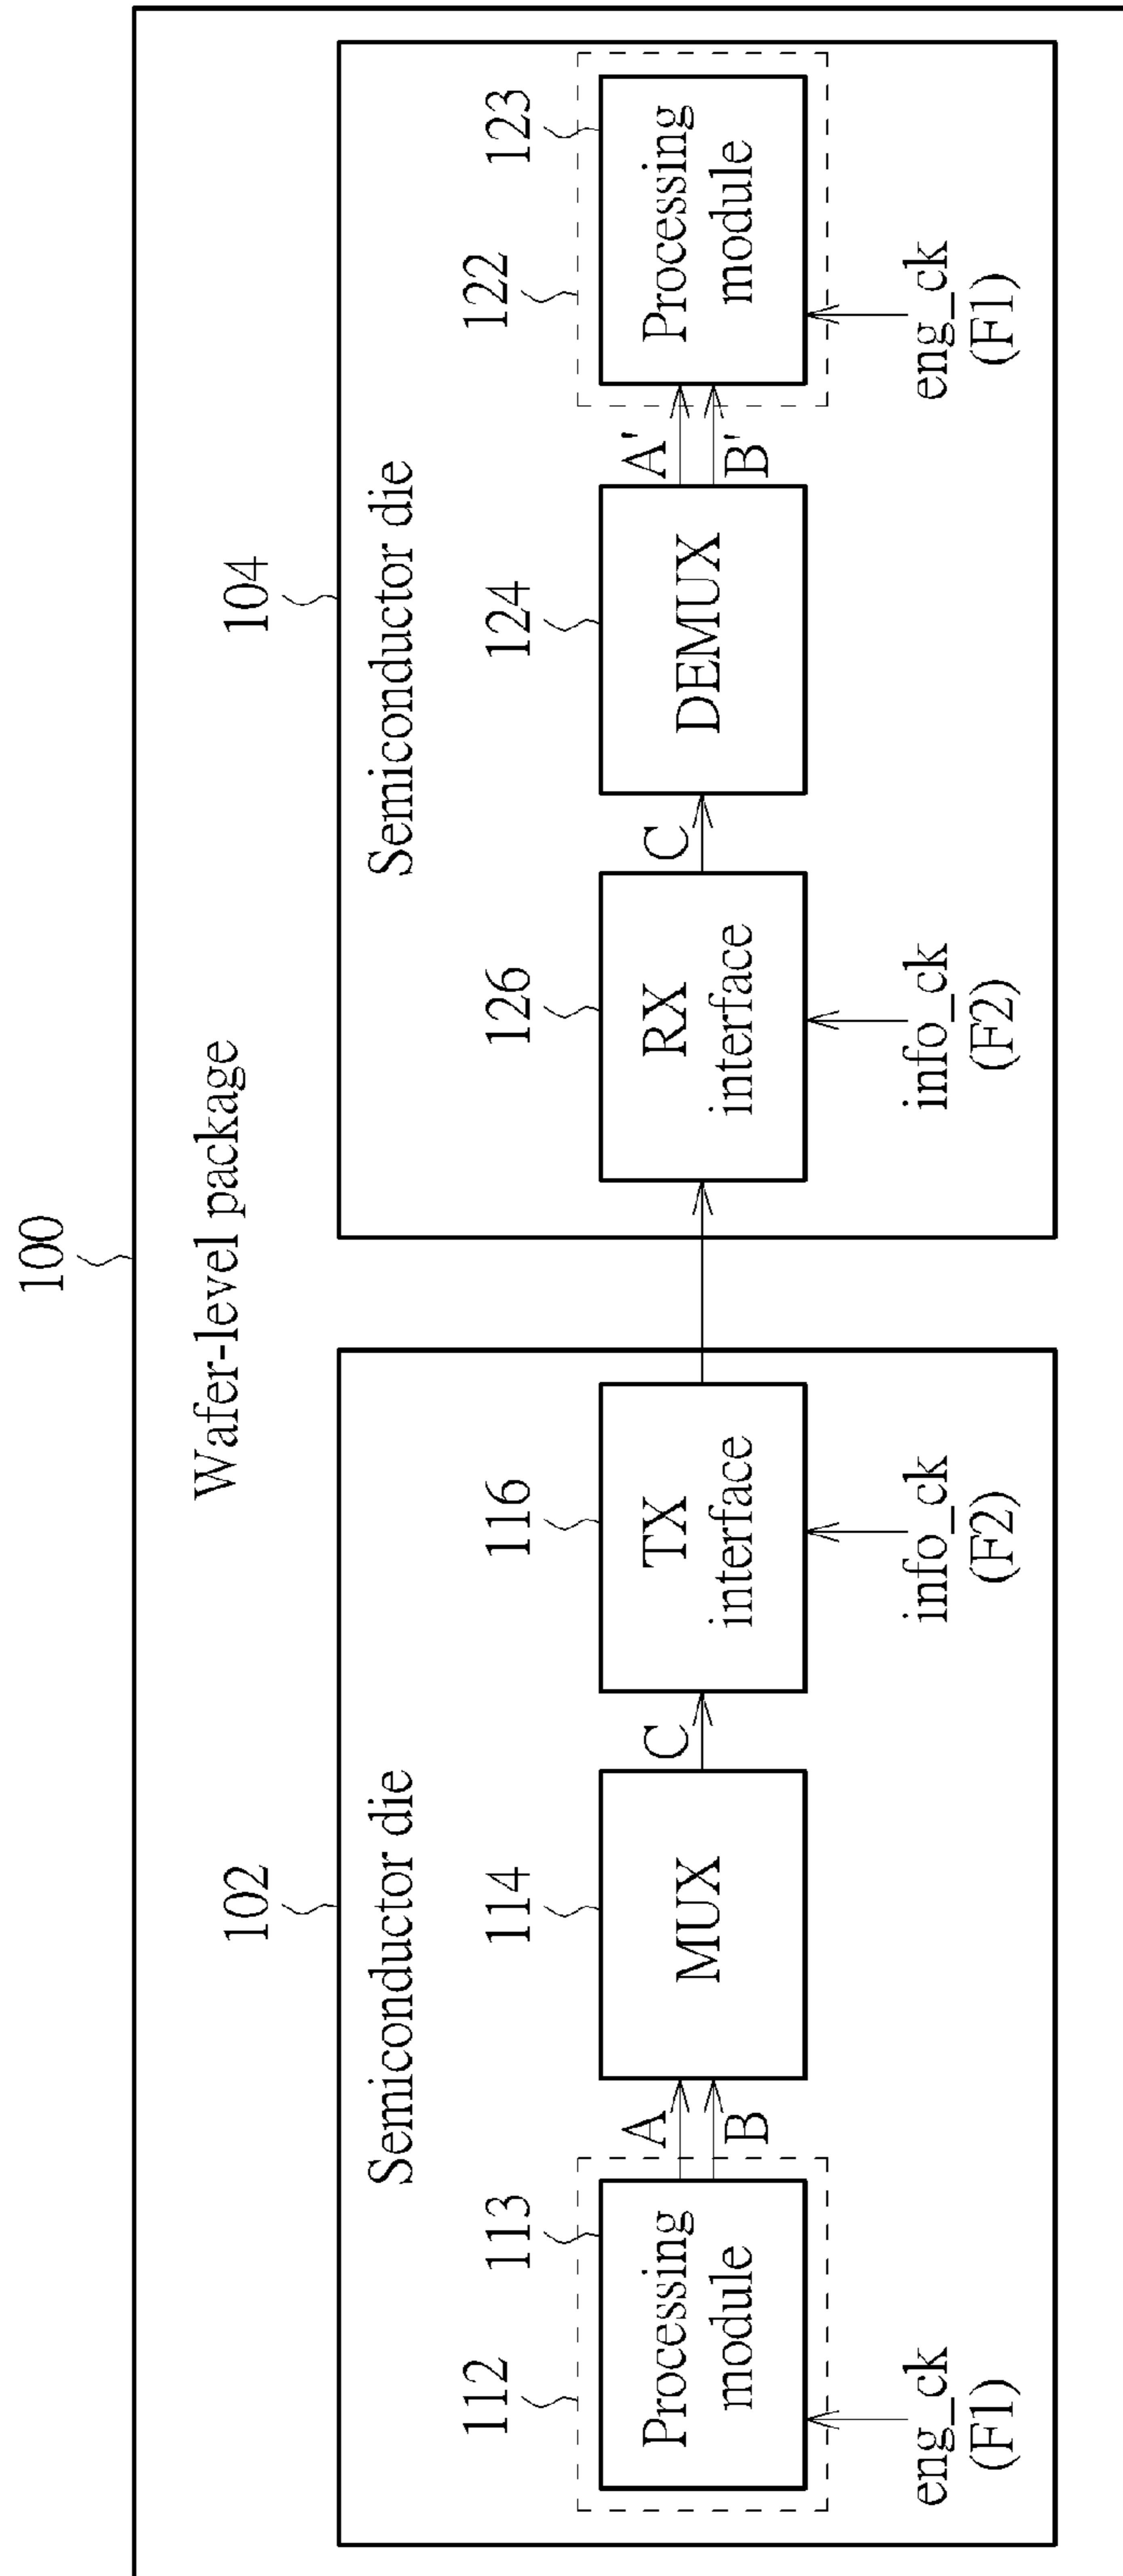 100
Wafer-level package
102
Semiconductor die
112
113
Processing
module
eng_ck
(F1)
A
B
114
MUX
C
116
TX
interface
info_ck
(F2)
104
Semiconductor die
126
RX
interface
info_ck
(F2)
C
124
DEMUX
A'
B'
122
123
Processing
module
eng_ck
(F1)